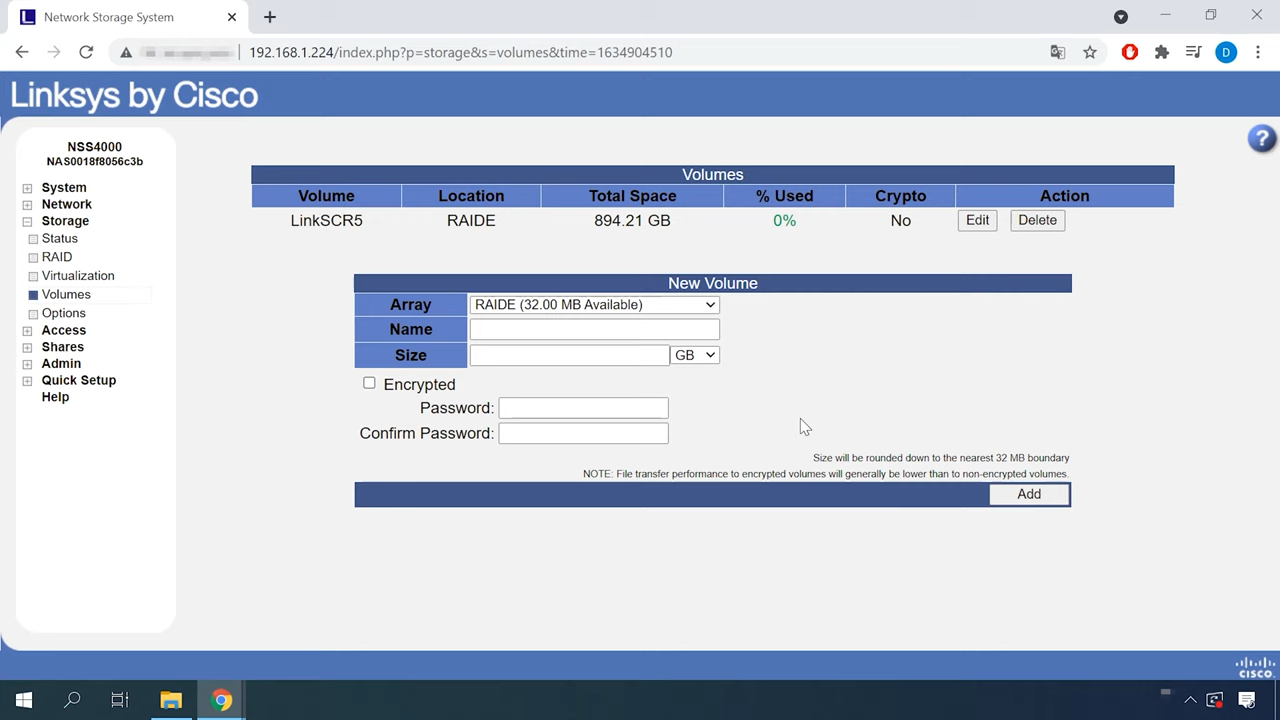 Network Storage System
192.168.1.224/index.php?p=storage&s=volumes&time=1634904510
D
Linksys by Cisco
?
NSS4000
NAS0018f8056c3b
System
Network
Storage
Status
RAID
Virtualization
Volumes
Options
Access
Shares
Admin
Quick Setup
Help
Volumes
Volume Location Total Space % Used Crypto Action
LinkSCR5 RAIDE 894.21 GB 0% No Edit Delete
New Volume
Array RAIDE (32.00 MB Available)
Name
Size GB
Encrypted
Password:
Confirm Password:
Size will be rounded down to the nearest 32 MB boundary
NOTE: File transfer performance to encrypted volumes will generally be lower than to non-encrypted volumes.
Add
cisco